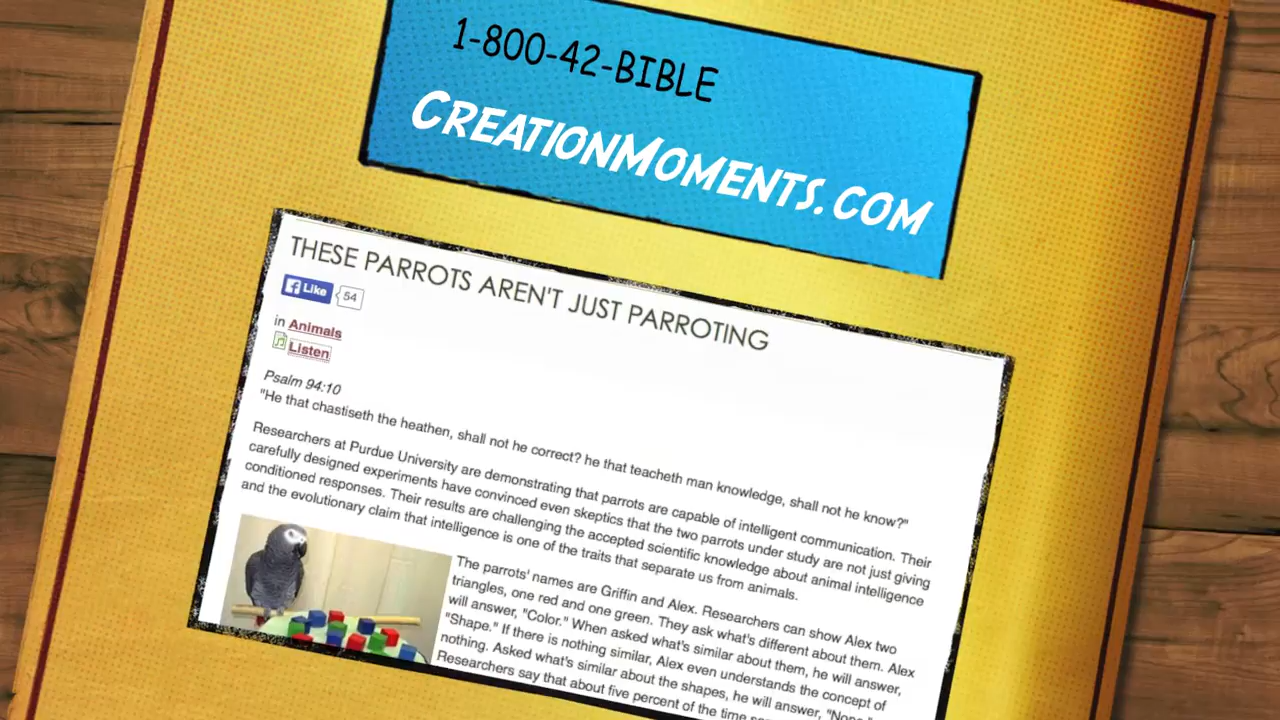 1-800-42-BIBLE
CREATIONMOMENTS.COM
THESE PARROTS AREN'T JUST PARROTING
Like 54
in Animals
Listen
Psalm 94:10
"He that chastiseth the heathen, shall not he correct? he that teacheth man knowledge, shall not he know?"
Researchers at Purdue University are demonstrating that parrots are capable of intelligent communication. Their
carefully designed experiments have convinced even skeptics that the two parrots under study are not just giving
conditioned responses. Their results are challenging the accepted scientific knowledge about animal intelligence
and the evolutionary claim that intelligence is one of the traits that separate us from animals.
The parrots' names are Griffin and Alex. Researchers can show Alex two
triangles, one red and one green. They ask what's different about them. Alex
will answer, "Color." When asked what's similar about them, he will answer,
"Shape." If there is nothing similar, Alex even understands the concept of
nothing. Asked what's similar about the shapes, he will answer, "None."
Researchers say that about five percent of the time